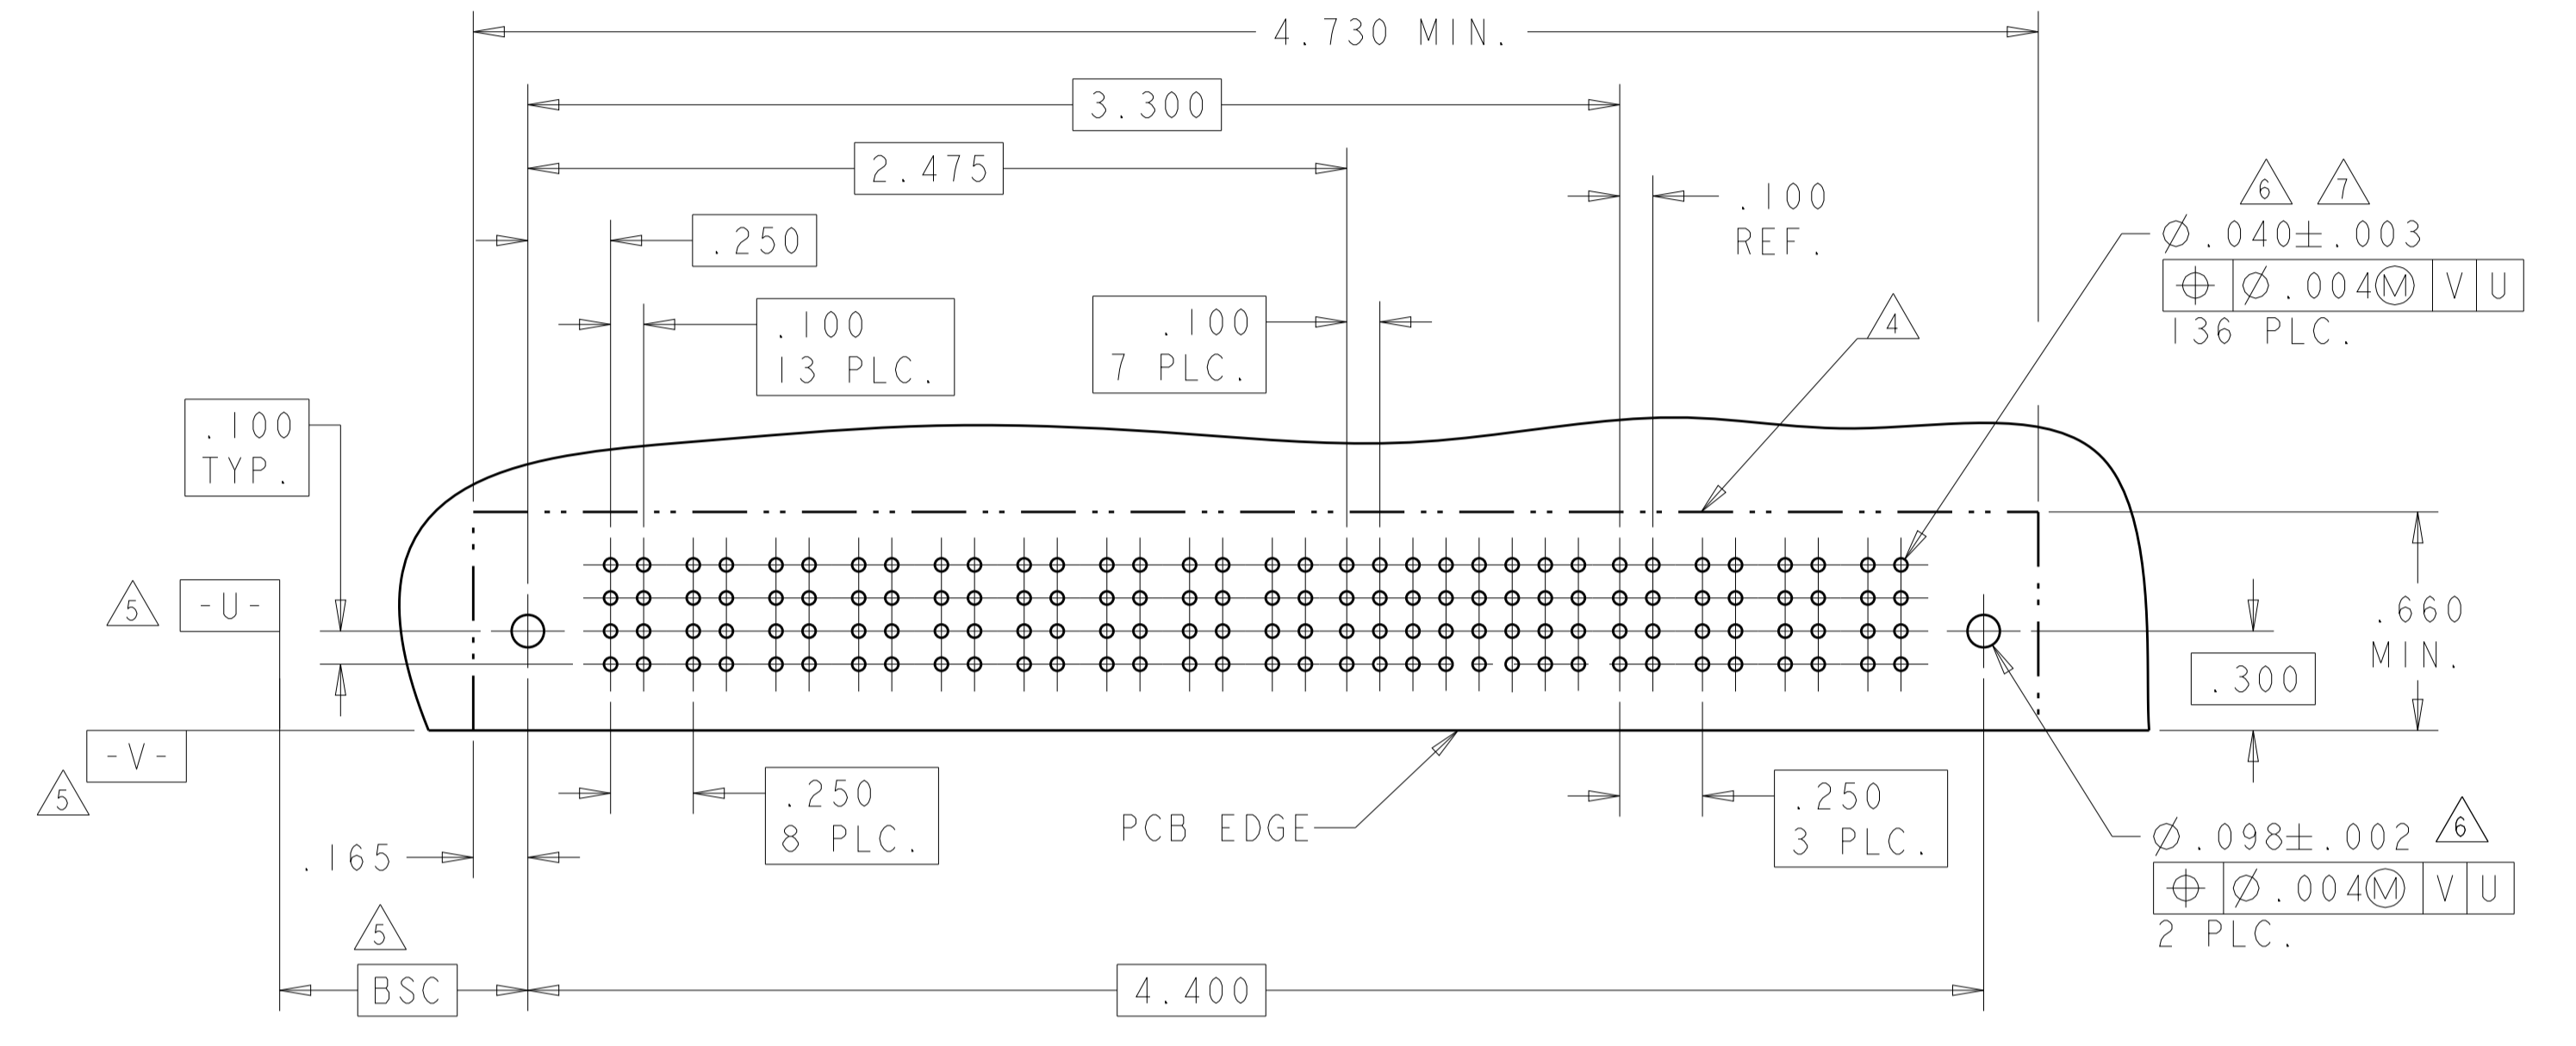 4.730 MIN.
3.300
2.475
.100
REF.
.250
6 7
Ø.040±.003
⌖ Ø.004Ⓜ V U
136 PLC.
.100
13 PLC.
.100
7 PLC.
4
.100
TYP.
5 -U-
.660
MIN.
.300
-V-
5
.250
8 PLC.
PCB EDGE
.250
3 PLC.
.165
Ø.098±.002 6
⌖ Ø.004Ⓜ V U
2 PLC.
5
BSC
4.400